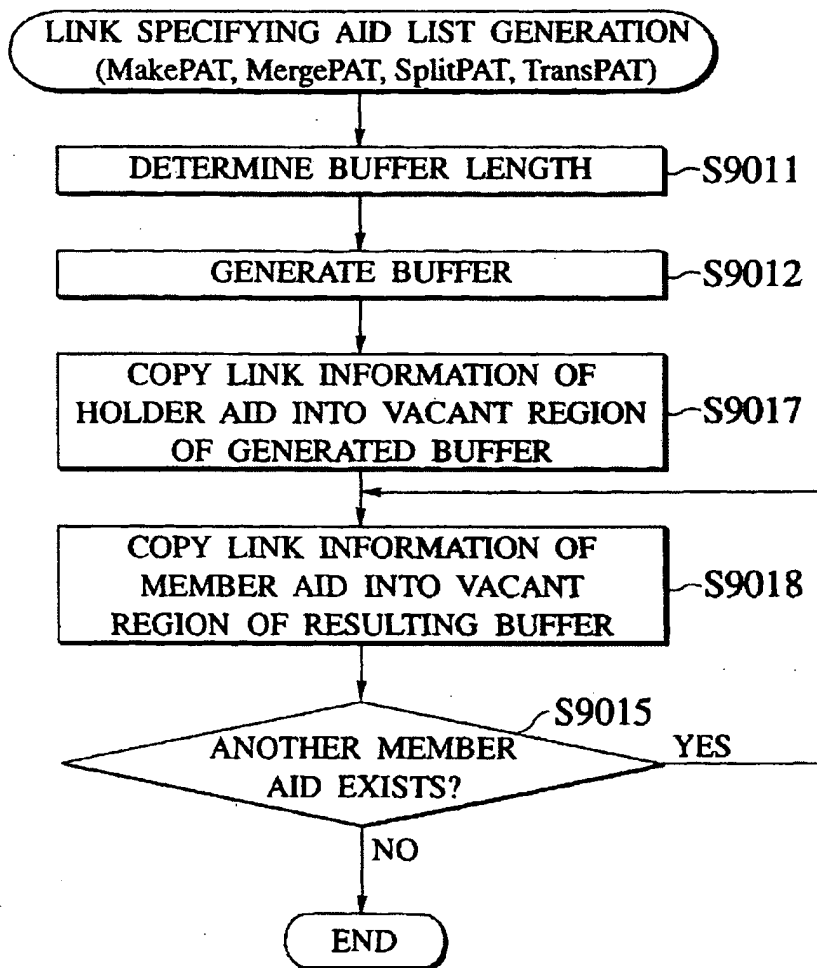 LINK SPECIFYING AID LIST GENERATION
(MakePAT, MergePAT, SplitPAT, TransPAT)
DETERMINE BUFFER LENGTH
S9011
GENERATE BUFFER
S9012
COPY LINK INFORMATION OF
HOLDER AID INTO VACANT REGION
OF GENERATED BUFFER
S9017
COPY LINK INFORMATION OF
MEMBER AID INTO VACANT
REGION OF RESULTING BUFFER
S9018
S9015
ANOTHER MEMBER
AID EXISTS?
YES
NO
END